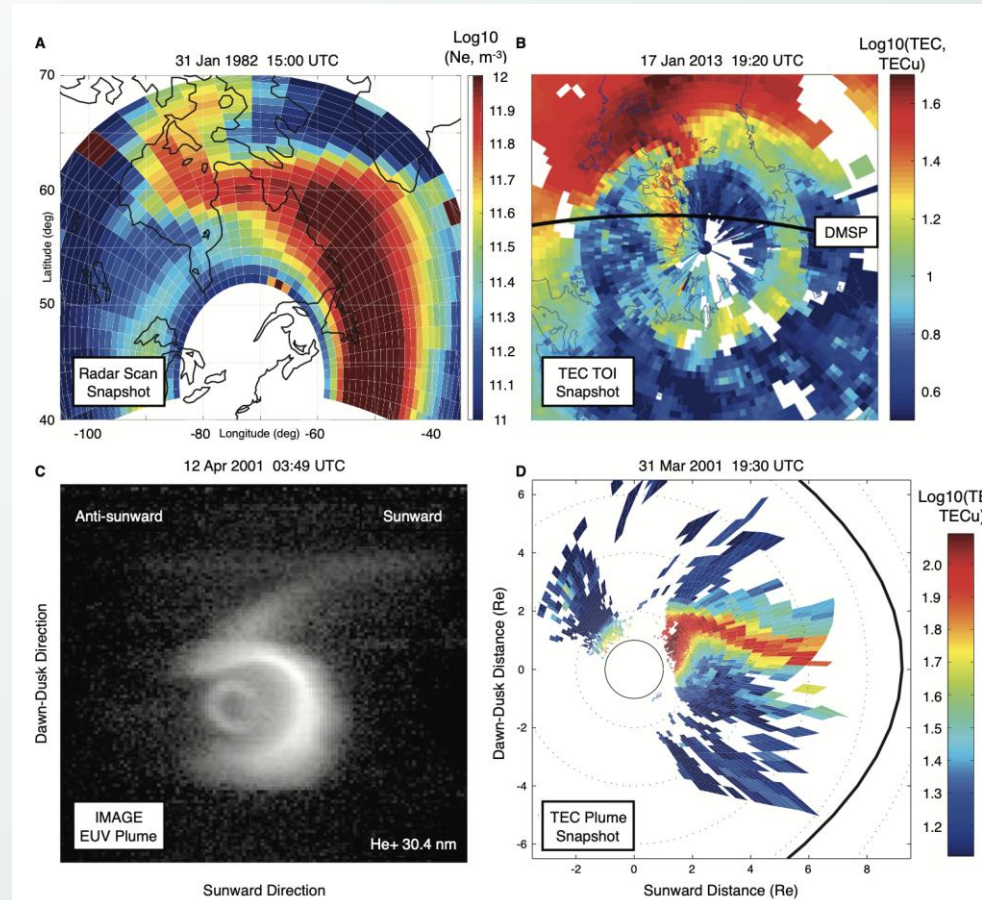 A
31 Jan 1982 15:00 UTC
Log10
(Ne, m-3)
70
60
50
40
Latitude (deg)
-100
-80
Longitude (deg)
-60
-40
Radar Scan
Snapshot
12
11.9
11.8
11.7
11.6
11.5
11.4
11.3
11.2
11.1
11
B
17 Jan 2013 19:20 UTC
Log10(TEC,
TECu)
DMSP
TEC TOI
Snapshot
1.6
1.4
1.2
1
0.8
0.6
C
12 Apr 2001 03:49 UTC
Anti-sunward
Sunward
Dawn-Dusk Direction
IMAGE
EUV Plume
He+ 30.4 nm
Sunward Direction
D
31 Mar 2001 19:30 UTC
Log10(TE
TECu)
6
4
2
0
-2
-4
-6
Dawn-Dusk Distance (Re)
TEC Plume
Snapshot
-2
0
2
4
6
8
Sunward Distance (Re)
2.0
1.9
1.8
1.7
1.6
1.5
1.4
1.3
1.2